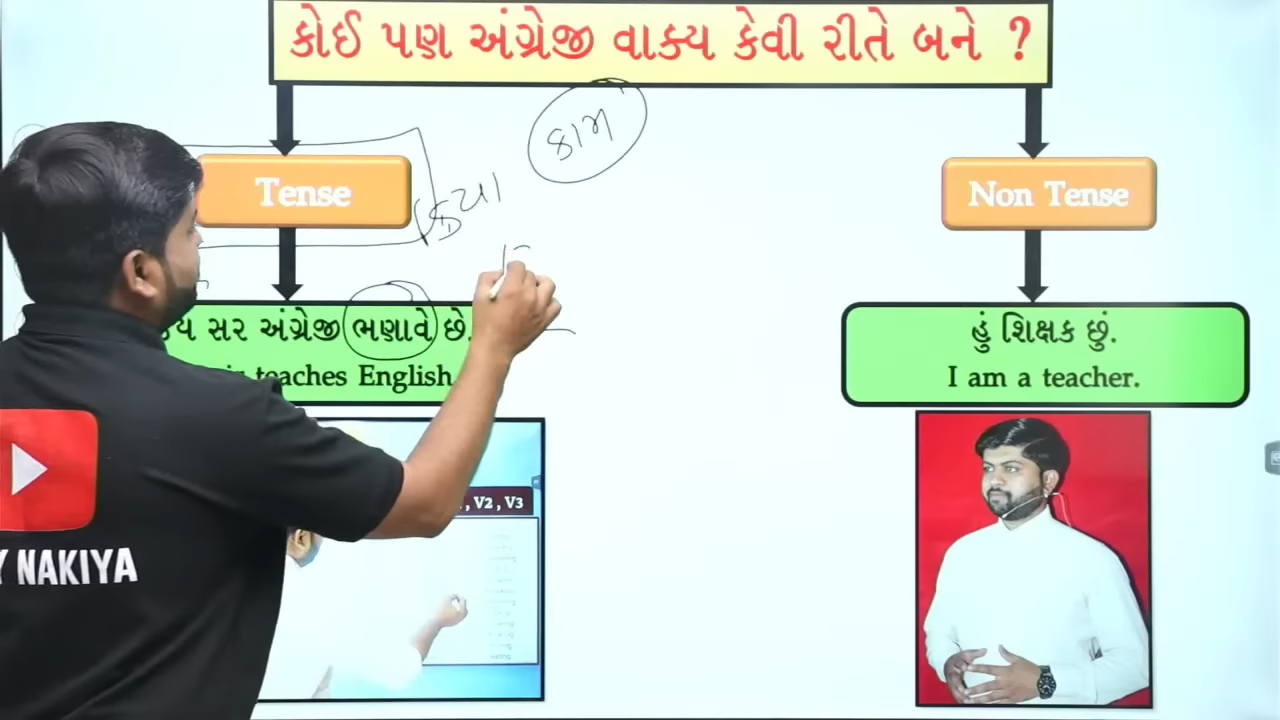 કોઈ પણ અંગ્રેજી વાક્ય કેવી રીતે બને ?
કામ
Tense
Non Tense
ક્રિયા
સર અંગ્રેજી ભણાવે છે.
teaches English
હું શિક્ષક છું.
I am a teacher.
, V2 , V3
NAKIYA